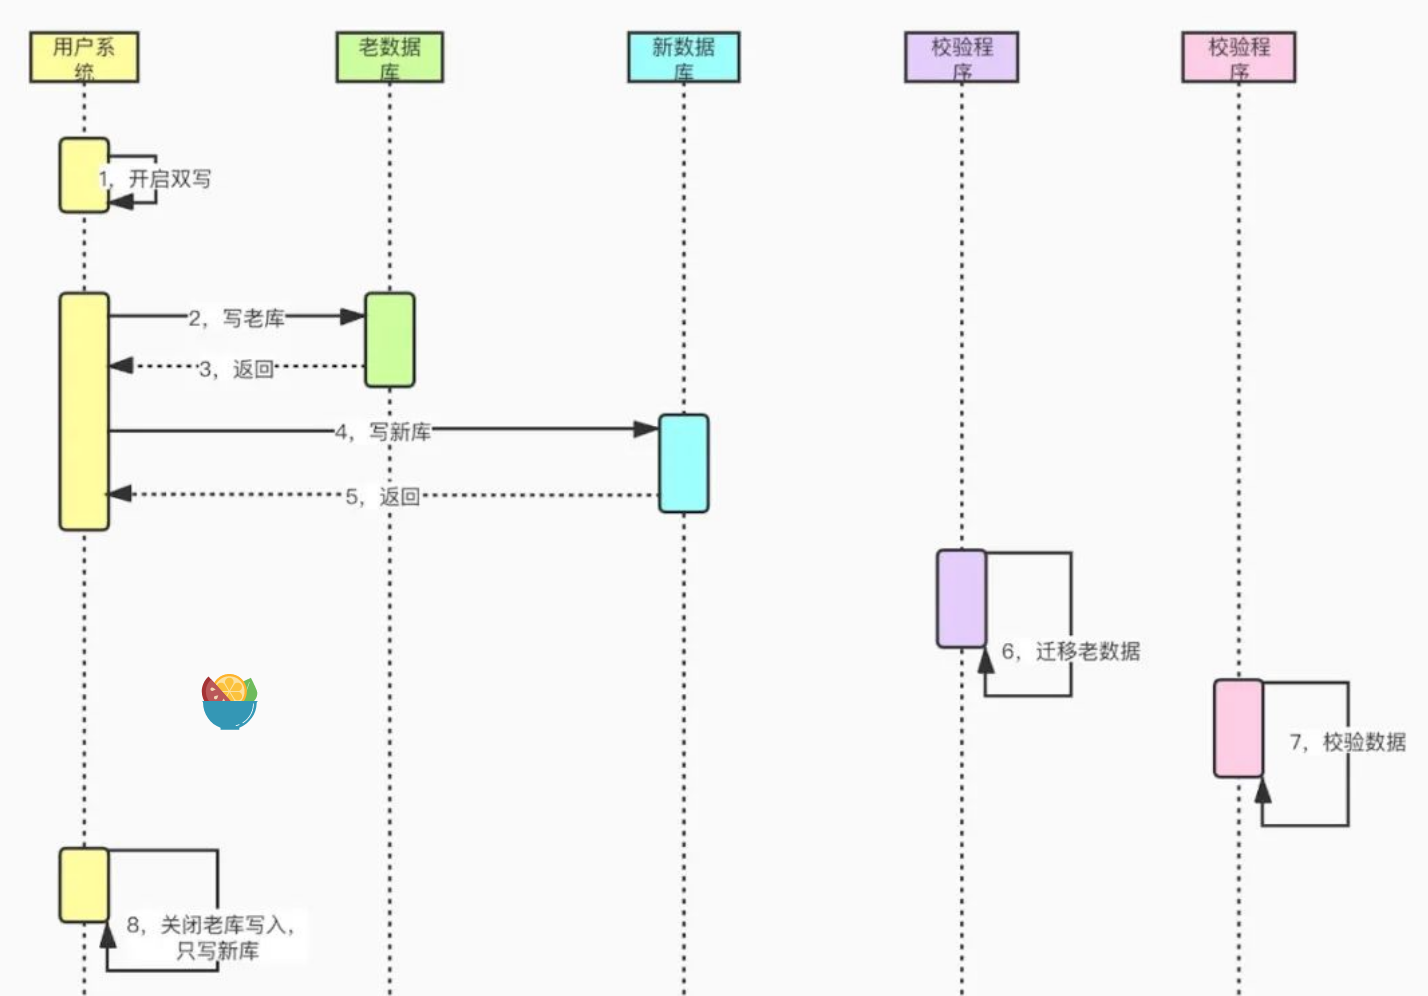 用户系
统
老数据
库
新数据
库
校验程
序
校验程
序
1，开启双写
2，写老库
3，返回
4，写新库
5，返回
6，迁移老数据
7，校验数据
8，关闭老库写入，
只写新库